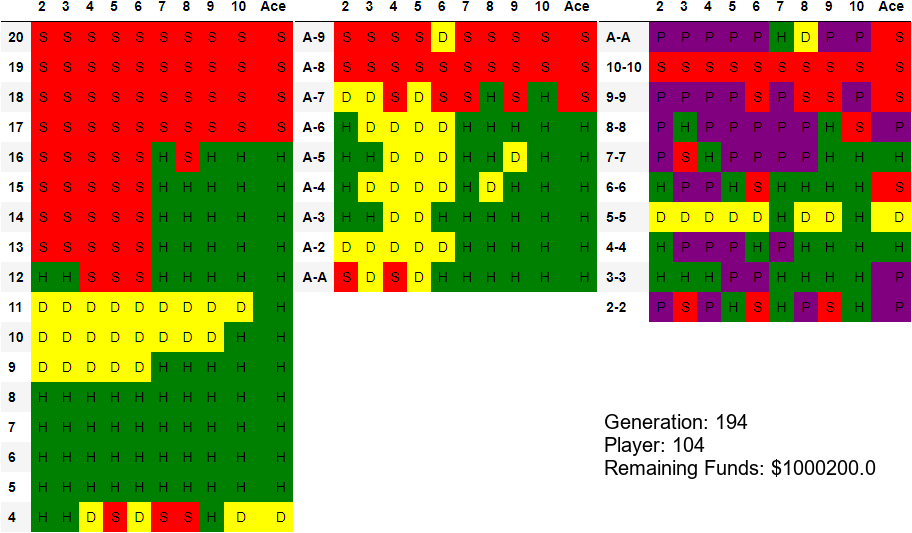 2 3 4 5 6 7 8 9 10 Ace 2 3 4 5 6 7 8 9 10 Ace 2 3 4 5 6 7 8 9 10 Ace
20 S S S S S S S S S S A-9 S S S S D S S S S S A-A P P P P P H D P P S
19 S S S S S S S S S S A-8 S S S S S S S S S S 10-10 S S S S S S S S S S
18 S S S S S S S S S S A-7 D D S D S S H S H S 9-9 P P P P S P S S P S
17 S S S S S S S S S S A-6 H D D D D H H H H H 8-8 P H P P P P P H S P
16 S S S S S H S H H H A-5 H H D D D H H D H H 7-7 P S H P P P P H H H
15 S S S S S H H H H H A-4 H D D D D H D H H H 6-6 H P P H S H H H H S
14 S S S S S H H H H H A-3 H H D D H H H H H H 5-5 D D D D D H D D H D
13 S S S S S H H H H H A-2 D D D D D H H H H H 4-4 H P P P H P H H H H
12 H H S S S H H H H H A-A S D S D H H H H H H 3-3 H H H P P H H H H P
11 D D D D D D D D D H 2-2 P S P H S H P S H P
10 D D D D D D D D H H
9 D D D D D H H H H H
8 H H H H H H H H H H
7 H H H H H H H H H H
6 H H H H H H H H H H
5 H H H H H H H H H H
4 H H D S D S S H D D
Generation: 194
Player: 104
Remaining Funds: $1000200.0